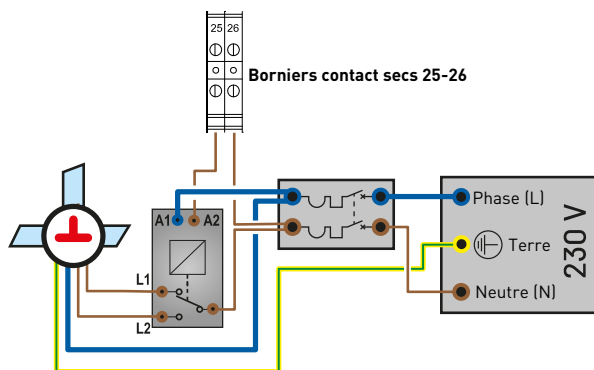 25 26
Borniers contact secs 25-26
A1 A2
L1
L2
Phase (L)
Terre
Neutre (N)
230 V